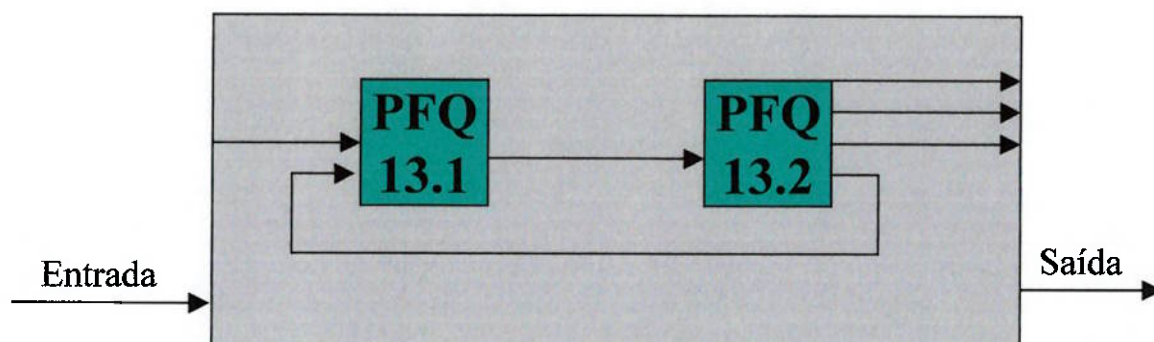 PFQ
13.1
PFQ
13.2
Entrada
Saída